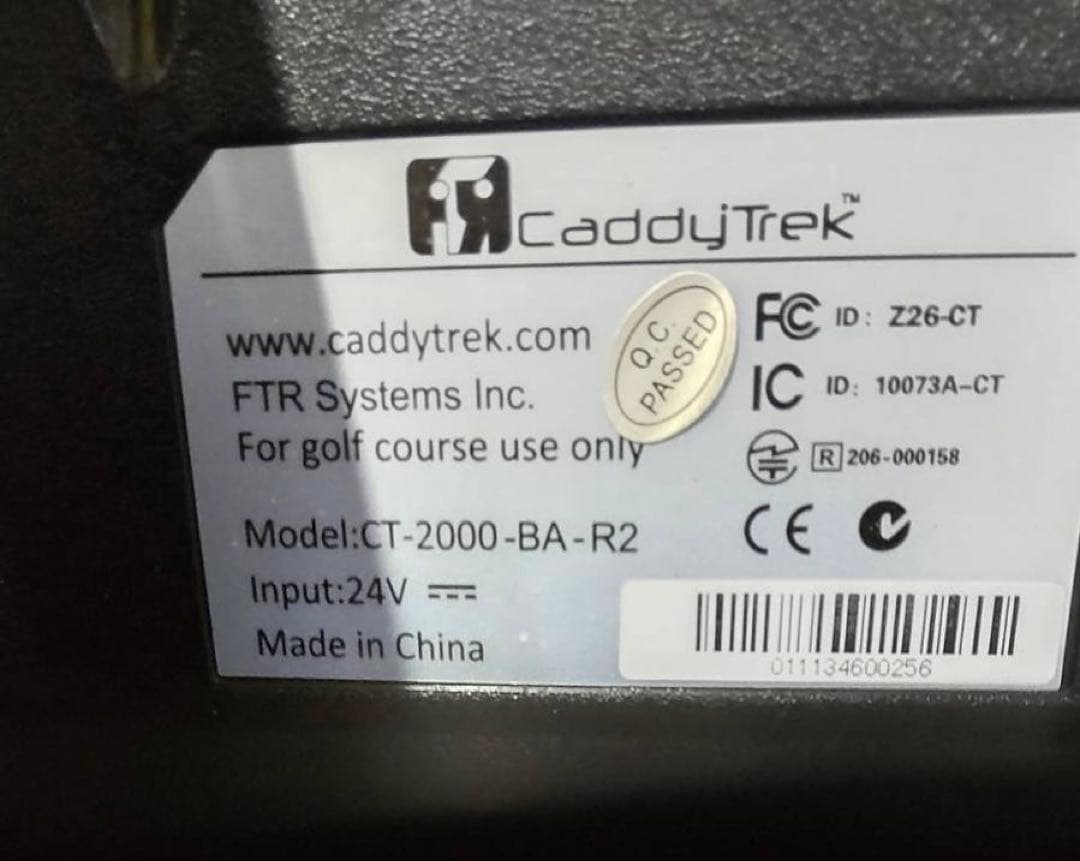 FTR CaddyTrek™
www.caddytrek.com
FTR Systems Inc.
For golf course use only
Q.C.
PASSED
FC ID: Z26-CT
IC ID: 10073A-CT
R 206-000158
CE
Model:CT-2000-BA-R2
Input:24V
Made in China
011134600256